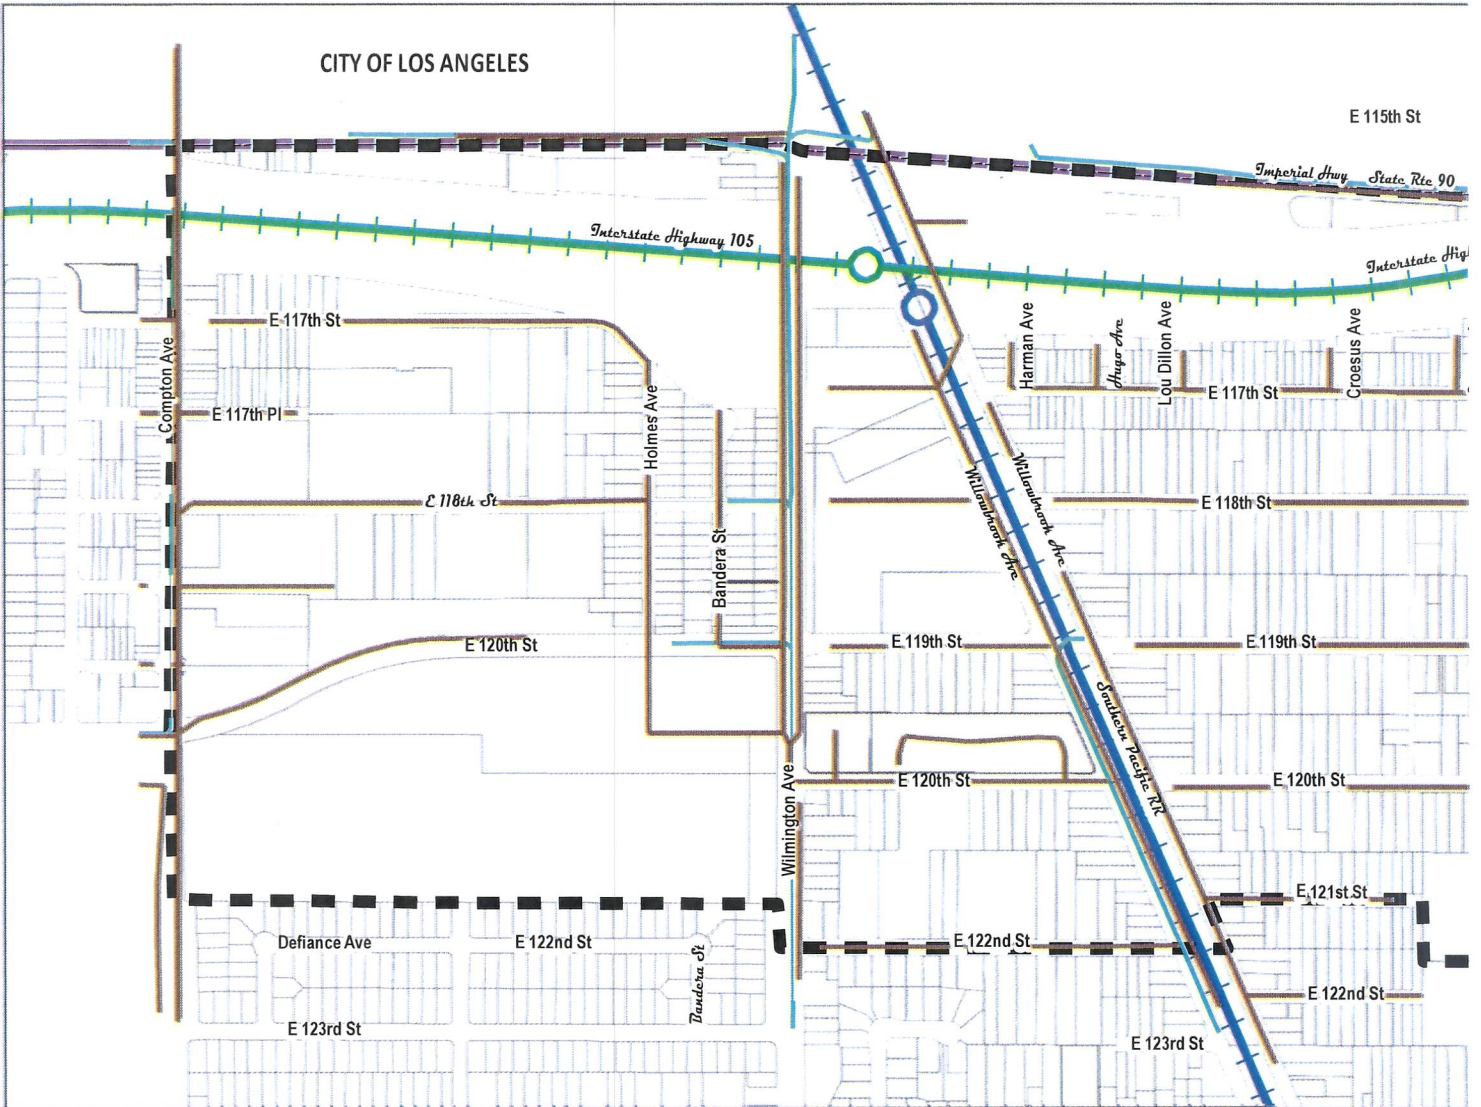 CITY OF LOS ANGELES
E 115th St
Imperial Hwy
State Rte 90
Interstate Highway 105
Interstate Hig
E 117th St
Compton Ave
E 117th Pl
Holmes Ave
Harman Ave
Hugo Ave
Lou Dillon Ave
Croesus Ave
E 117th St
E 118th St
Bandera St
Willowbrook Ave
Willowbrook Ave
E 118th St
E 120th St
E 119th St
E 119th St
Southern Pacific RR
Wilmington Ave
E 120th St
E 120th St
E 121st St
Defiance Ave
E 122nd St
Bandera St
E 122nd St
E 122nd St
E 123rd St
E 123rd St